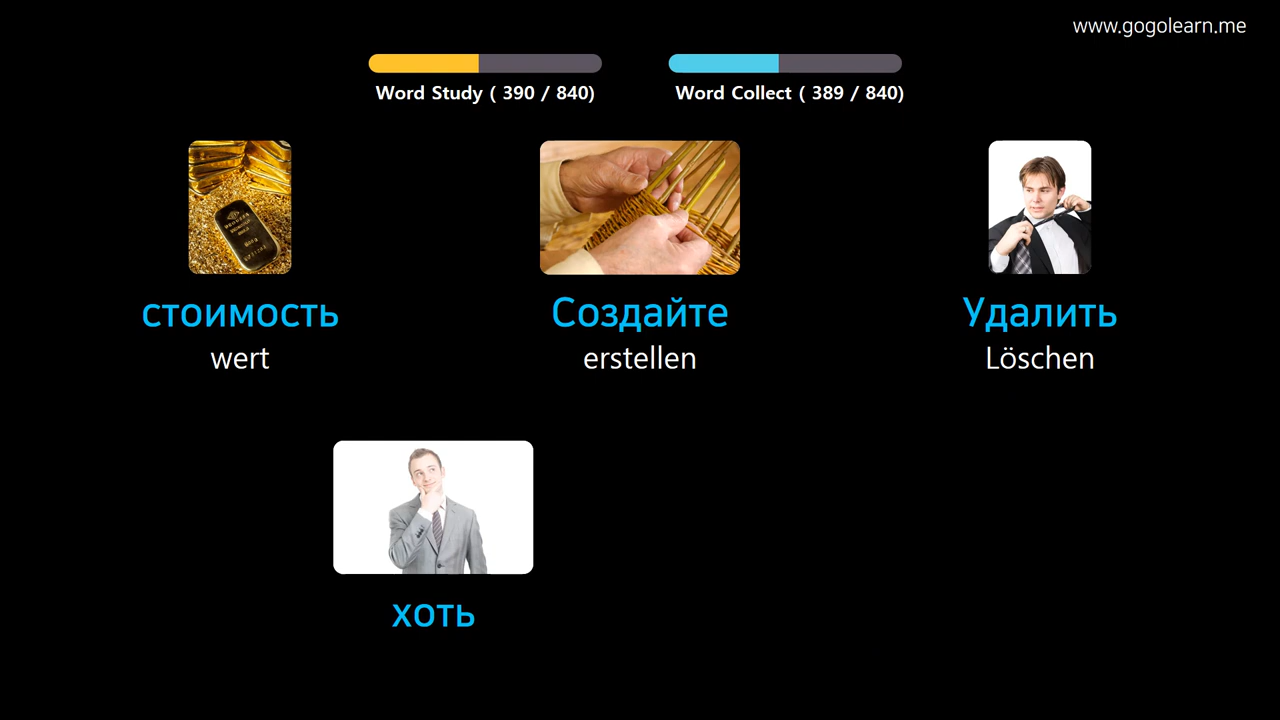 www.gogolearn.me
Word Study ( 390 / 840)
Word Collect ( 389 / 840)
стоимость
wert
Создайте
erstellen
Удалить
Löschen
хоть